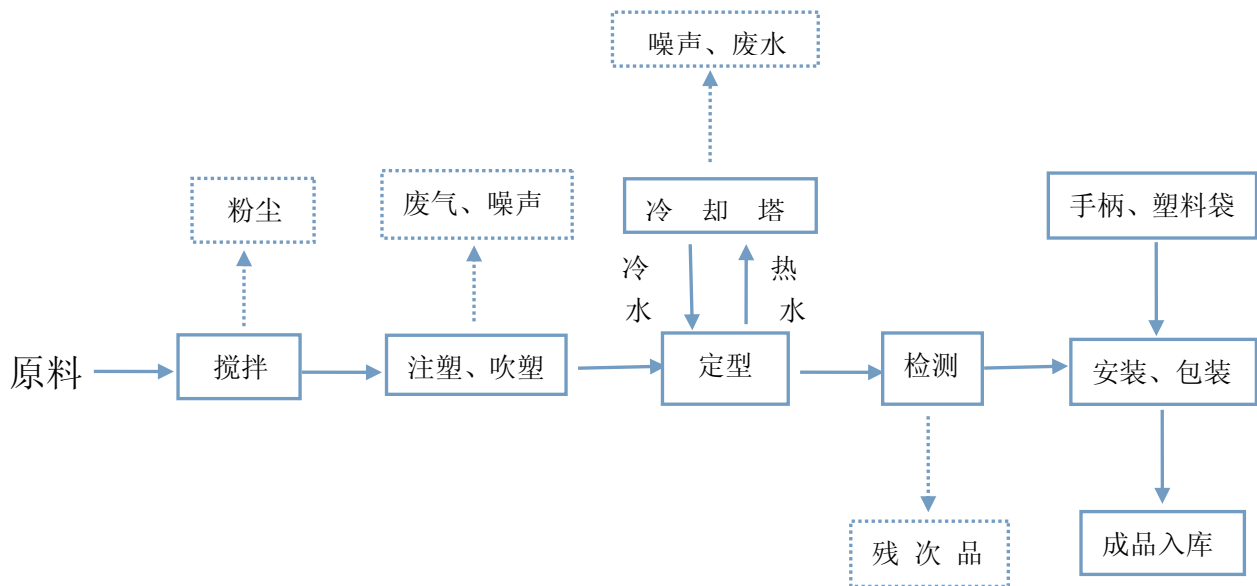 噪声、废水
粉尘
废气、噪声
冷却塔
手柄、塑料袋
冷
水
热
水
原料
搅拌
注塑、吹塑
定型
检测
安装、包装
残次品
成品入库